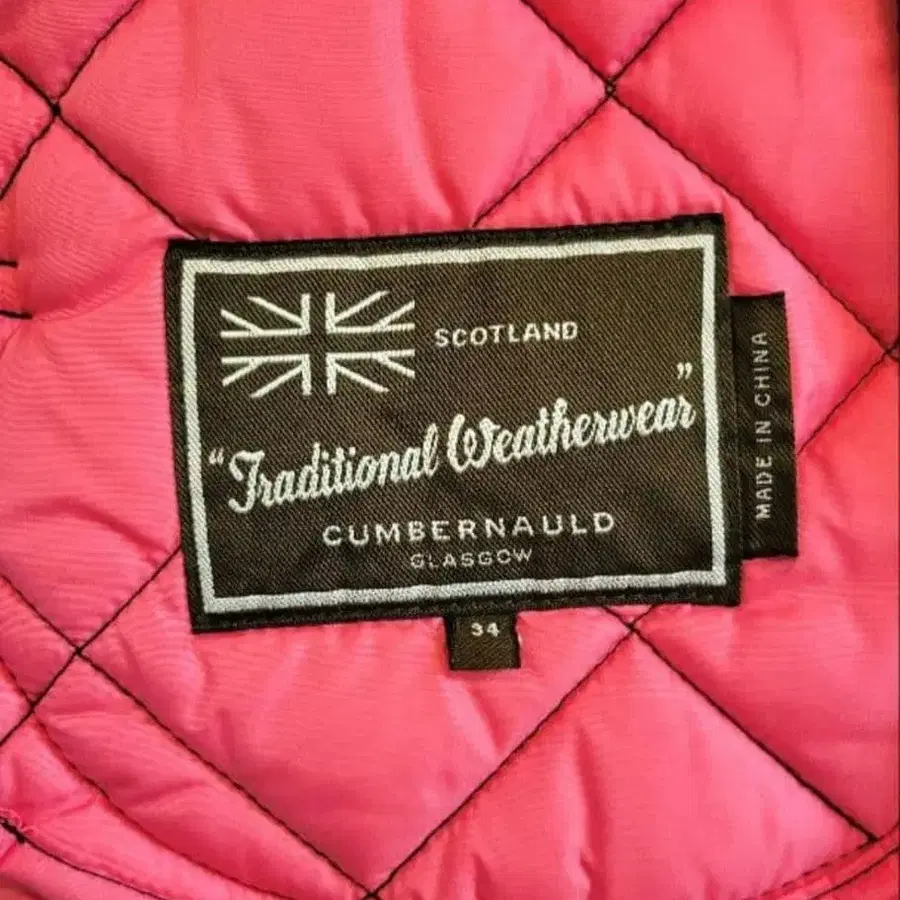 SCOTLAND
"Traditional Weatherwear"
CUMBERNAULD
GLASGOW
34
MADE IN CHINA